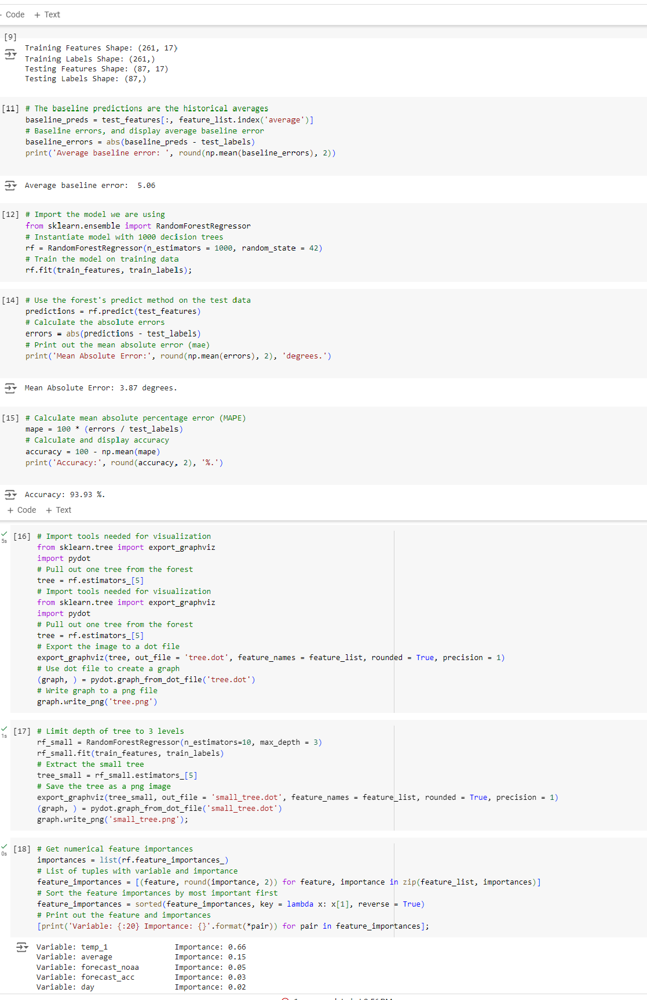 Code + Text
[9]
Training Features Shape: (261, 17)
Training Labels Shape: (261,)
Testing Features Shape: (87, 17)
Testing Labels Shape: (87,)
[11] # The baseline predictions are the historical averages
baseline_preds = test_features[:, feature_list.index('average')]
# Baseline errors, and display average baseline error
baseline_errors = abs(baseline_preds - test_labels)
print('Average baseline error: ', round(np.mean(baseline_errors), 2))
Average baseline error:  5.06
[12] # Import the model we are using
from sklearn.ensemble import RandomForestRegressor
# Instantiate model with 1000 decision trees
rf = RandomForestRegressor(n_estimators = 1000, random_state = 42)
# Train the model on training data
rf.fit(train_features, train_labels);
[14] # Use the forest's predict method on the test data
predictions = rf.predict(test_features)
# Calculate the absolute errors
errors = abs(predictions - test_labels)
# Print out the mean absolute error (mae)
print('Mean Absolute Error:', round(np.mean(errors), 2), 'degrees.')
Mean Absolute Error: 3.87 degrees.
[15] # Calculate mean absolute percentage error (MAPE)
mape = 100 * (errors / test_labels)
# Calculate and display accuracy
accuracy = 100 - np.mean(mape)
print('Accuracy:', round(accuracy, 2), '%.')
Accuracy: 93.93 %.
+ Code + Text
[16] # Import tools needed for visualization
5s
from sklearn.tree import export_graphviz
import pydot
# Pull out one tree from the forest
tree = rf.estimators_[5]
# Import tools needed for visualization
from sklearn.tree import export_graphviz
import pydot
# Pull out one tree from the forest
tree = rf.estimators_[5]
# Export the image to a dot file
export_graphviz(tree, out_file = 'tree.dot', feature_names = feature_list, rounded = True, precision = 1)
# Use dot file to create a graph
(graph, ) = pydot.graph_from_dot_file('tree.dot')
# Write graph to a png file
graph.write_png('tree.png')
[17] # Limit depth of tree to 3 levels
1s
rf_small = RandomForestRegressor(n_estimators=10, max_depth = 3)
rf_small.fit(train_features, train_labels)
# Extract the small tree
tree_small = rf_small.estimators_[5]
# Save the tree as a png image
export_graphviz(tree_small, out_file = 'small_tree.dot', feature_names = feature_list, rounded = True, precision = 1)
(graph, ) = pydot.graph_from_dot_file('small_tree.dot')
graph.write_png('small_tree.png');
[18] # Get numerical feature importances
0s
importances = list(rf.feature_importances_)
# List of tuples with variable and importance
feature_importances = [(feature, round(importance, 2)) for feature, importance in zip(feature_list, importances)]
# Sort the feature importances by most important first
feature_importances = sorted(feature_importances, key = lambda x: x[1], reverse = True)
# Print out the feature and importances
[print('Variable: {:20} Importance: {}'.format(*pair)) for pair in feature_importances];
Variable: temp_1               Importance: 0.66
Variable: average              Importance: 0.15
Variable: forecast_noaa        Importance: 0.05
Variable: forecast_acc         Importance: 0.03
Variable: day                  Importance: 0.02